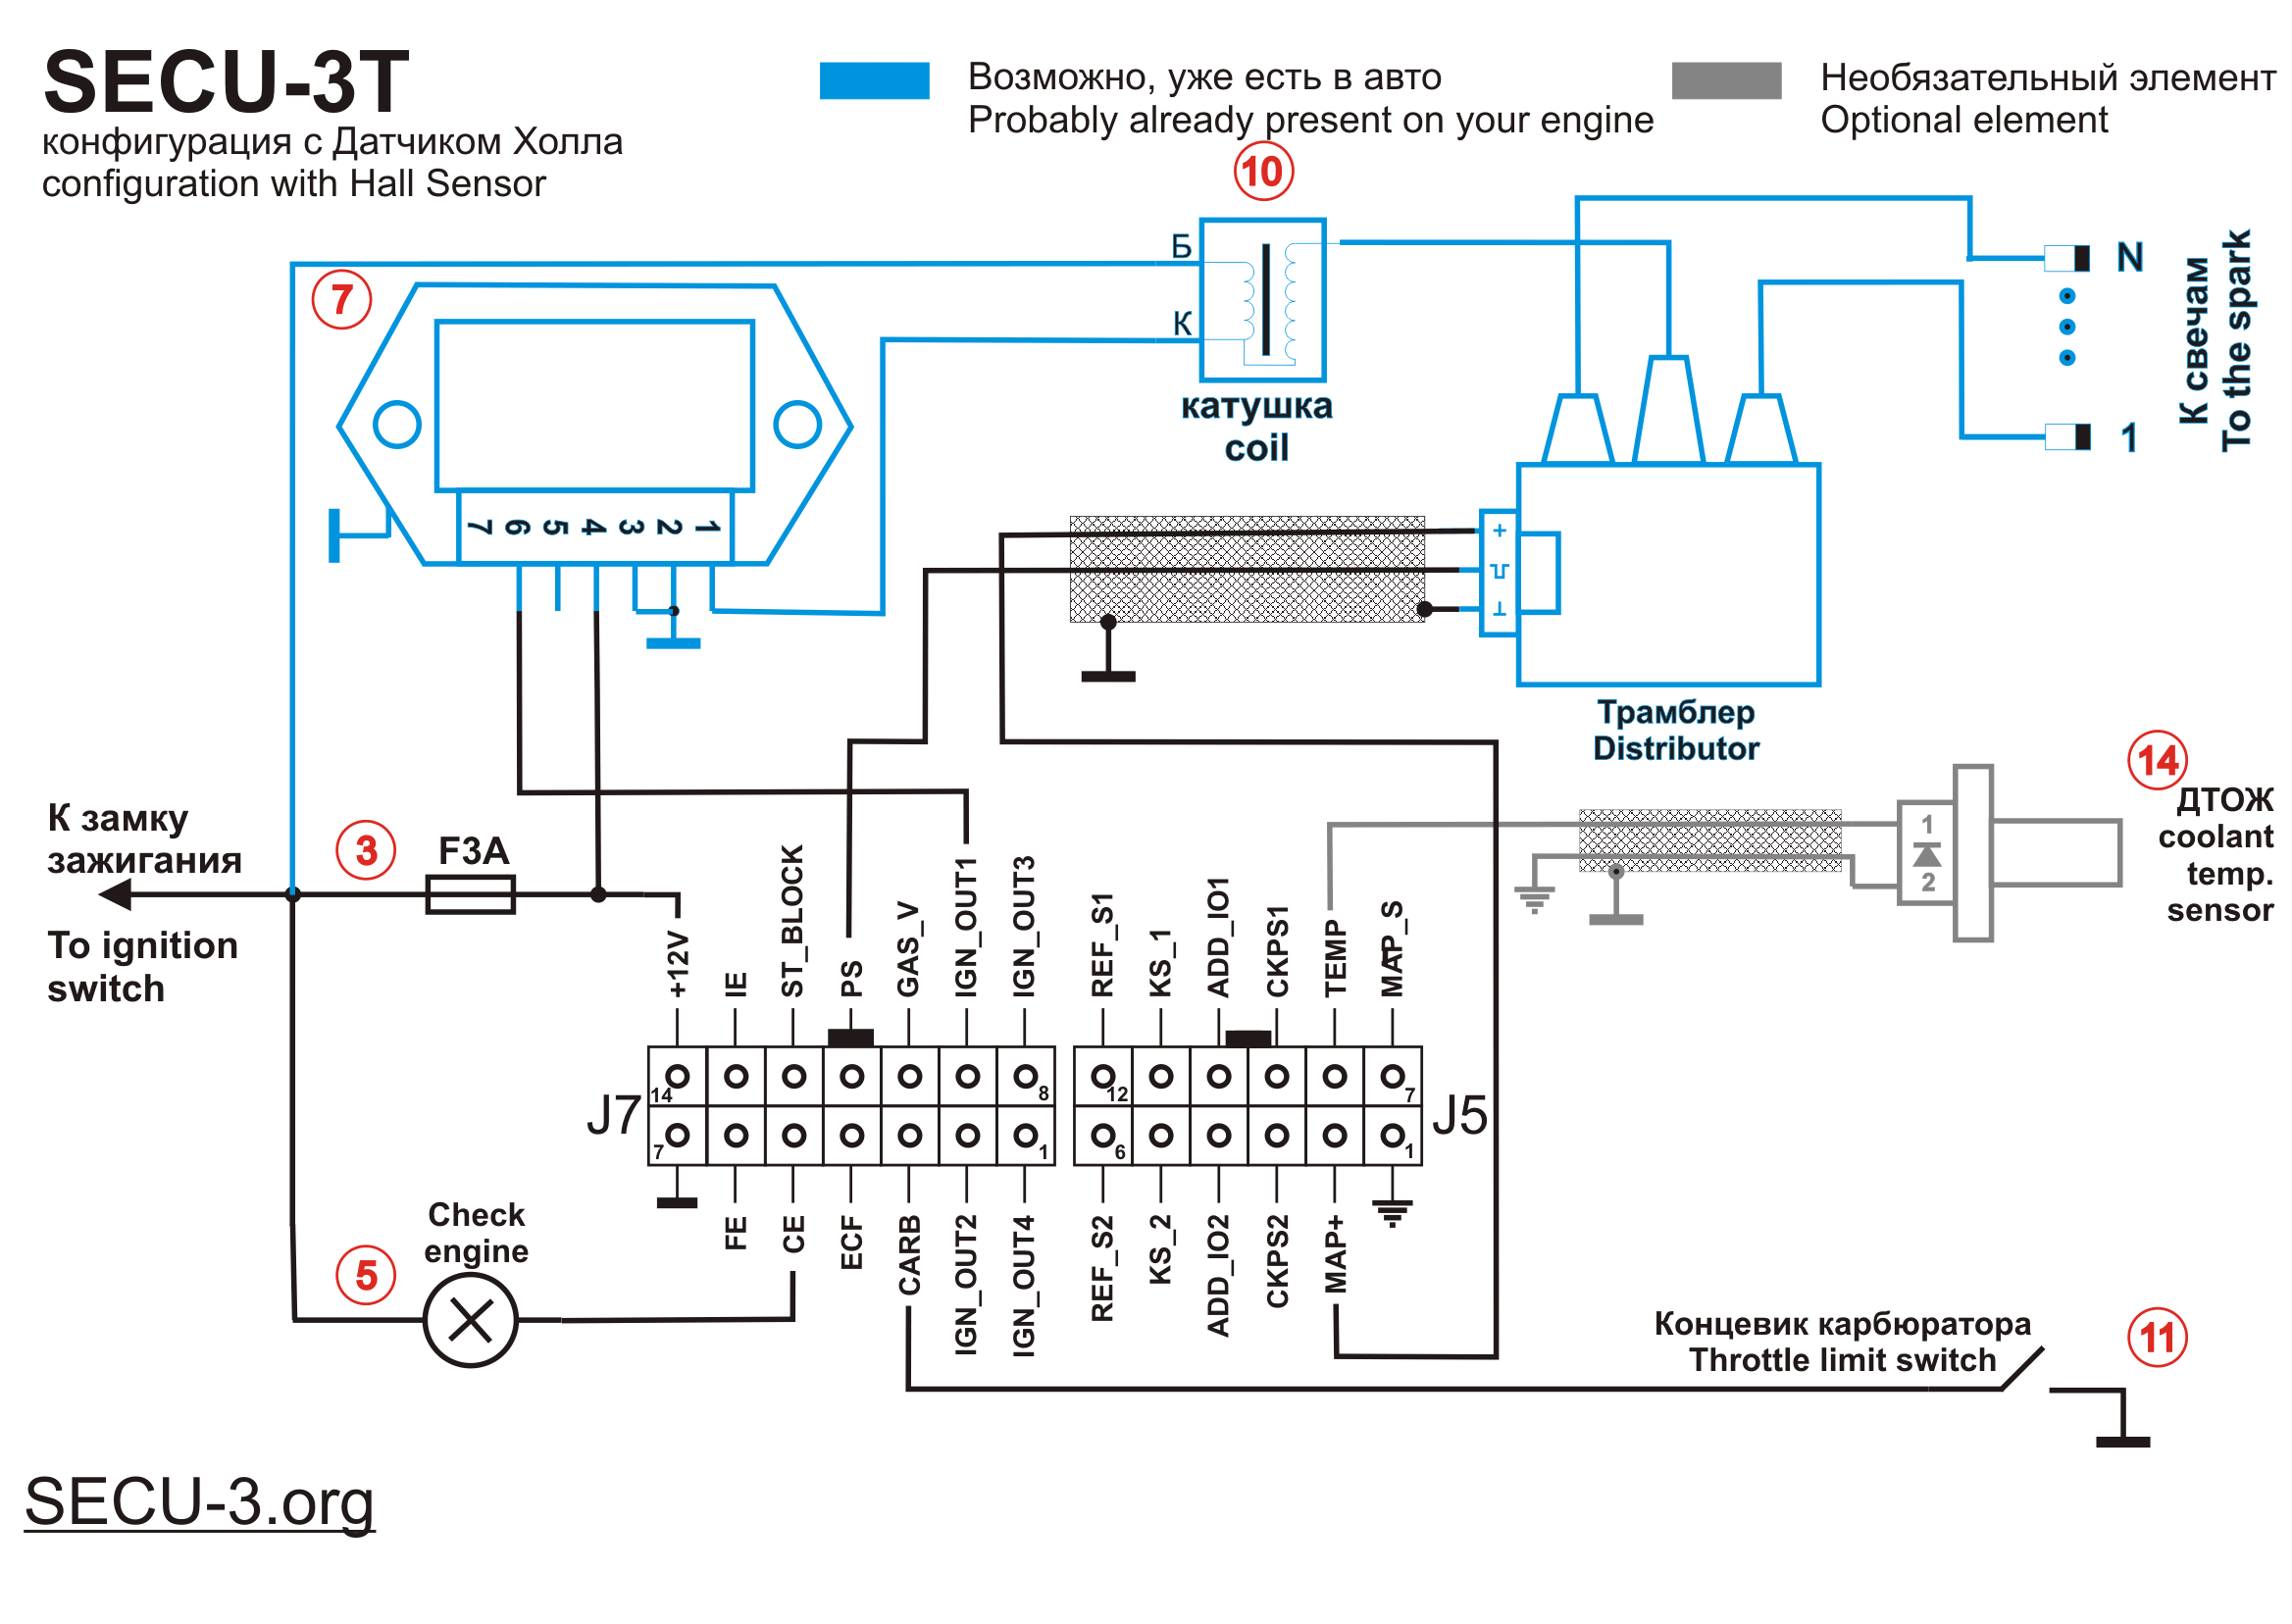 SECU-3T
конфигурация с Датчиком Холла
configuration with Hall Sensor
Возможно, уже есть в авто
Probably already present on your engine
Необязательный элемент
Optional element
10
7
Б
К
катушка
coil
N
1
К свечам
To the spark
7 6 5 4 3 2 1
+
⊥
Трамблер
Distributor
14
ДТОЖ
coolant
temp.
sensor
1
2
К замку
зажигания
To ignition
switch
3
F3A
+12V
IE
ST_BLOCK
PS
GAS_V
IGN_OUT1
IGN_OUT3
REF_S1
KS_1
ADD_IO1
CKPS1
TEMP
MAP_S
J7
14
8
7
1
12
7
6
1
J5
FE
CE
ECF
CARB
IGN_OUT2
IGN_OUT4
REF_S2
KS_2
ADD_IO2
CKPS2
MAP+
5
Check
engine
Концевик карбюратора
Throttle limit switch
11
SECU-3.org